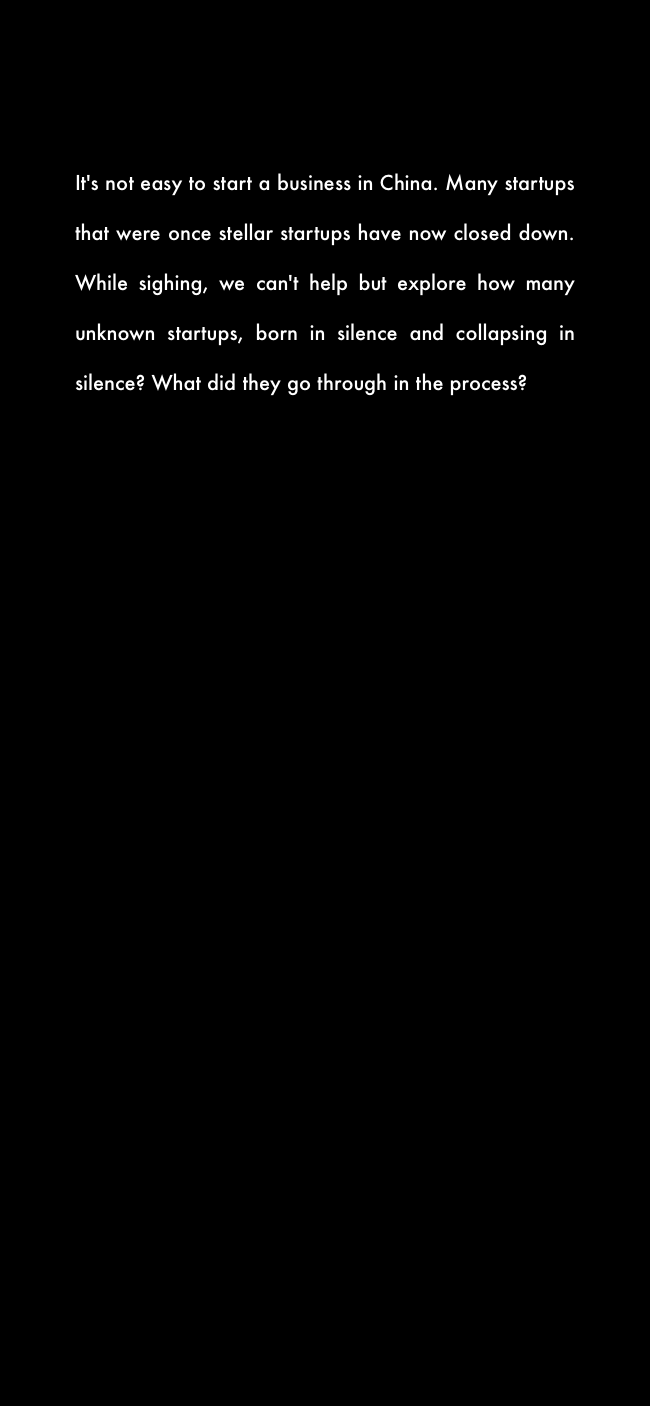 It's not easy to start a business in China. Many startups
that were once stellar startups have now closed down.
While sighing, we can't help but explore how many
unknown startups, born in silence and collapsing in
silence? What did they go through in the process?